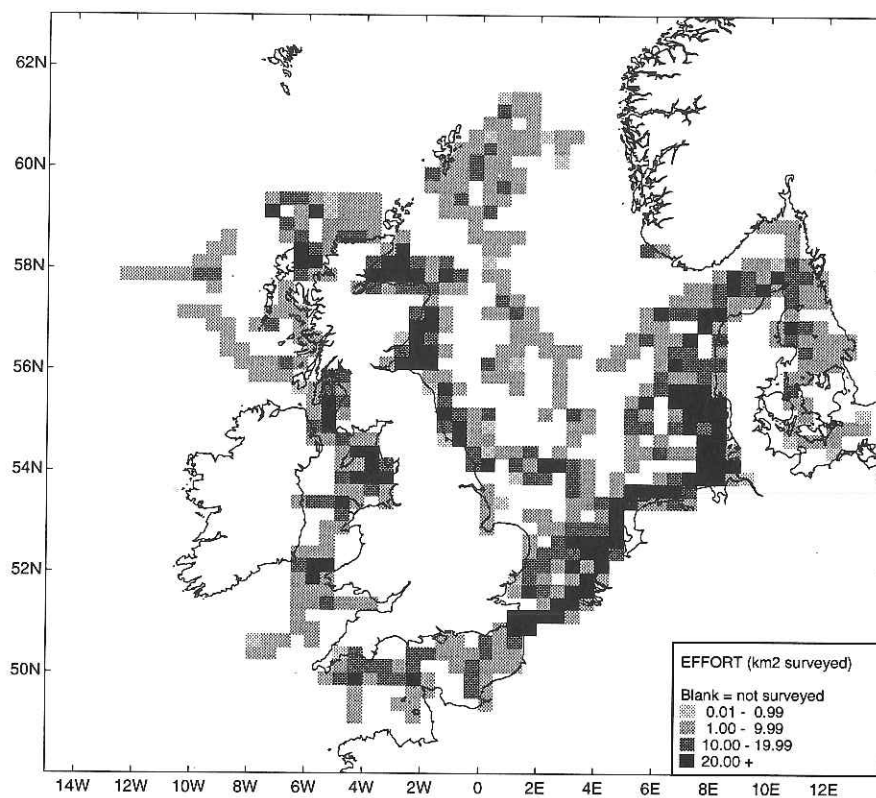 62N
60N
58N
56N
54N
52N
50N
EFFORT (km2 surveyed)
Blank = not surveyed
0.01 - 0.99
1.00 - 9.99
10.00 - 19.99
20.00 +
14W 12W 10W 8W 6W 4W 2W 0 2E 4E 6E 8E 10E 12E